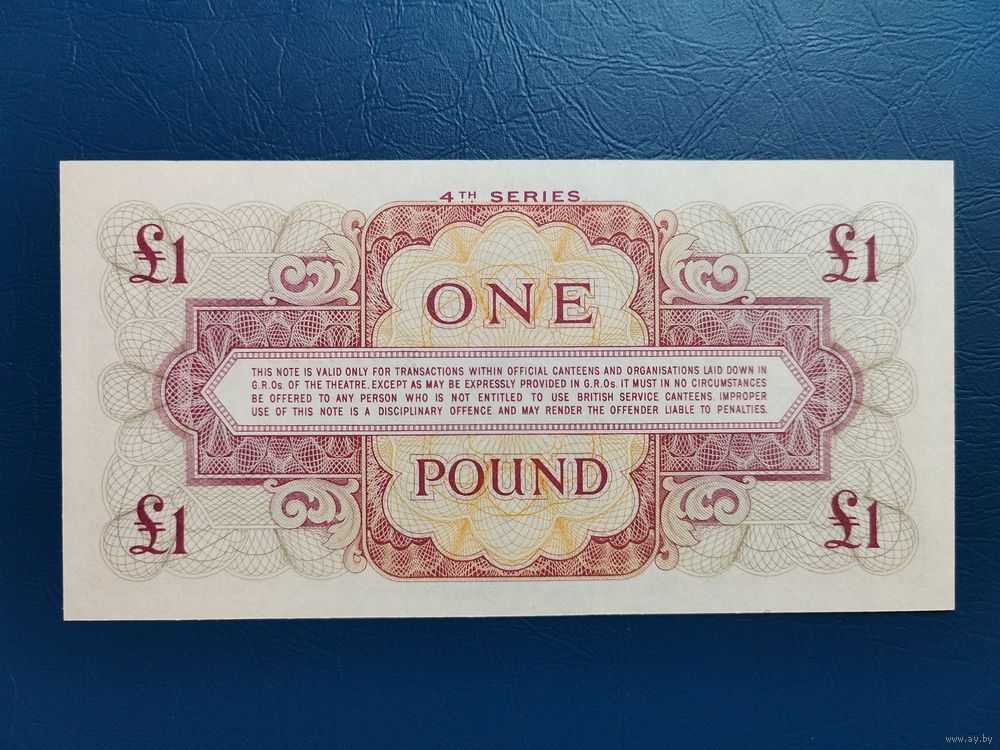 4TH SERIES
£1 £1
ONE
THIS NOTE IS VALID ONLY FOR TRANSACTIONS WITHIN OFFICIAL CANTEENS AND ORGANISATIONS LAID DOWN IN
G.R.Os. OF THE THEATRE. EXCEPT AS MAY BE EXPRESSLY PROVIDED IN G.R.Os. IT MUST IN NO CIRCUMSTANCES
BE OFFERED TO ANY PERSON WHO IS NOT ENTITLED TO USE BRITISH SERVICE CANTEENS. IMPROPER
USE OF THIS NOTE IS A DISCIPLINARY OFFENCE AND MAY RENDER THE OFFENDER LIABLE TO PENALTIES.
POUND
£1 £1
www.ay.by